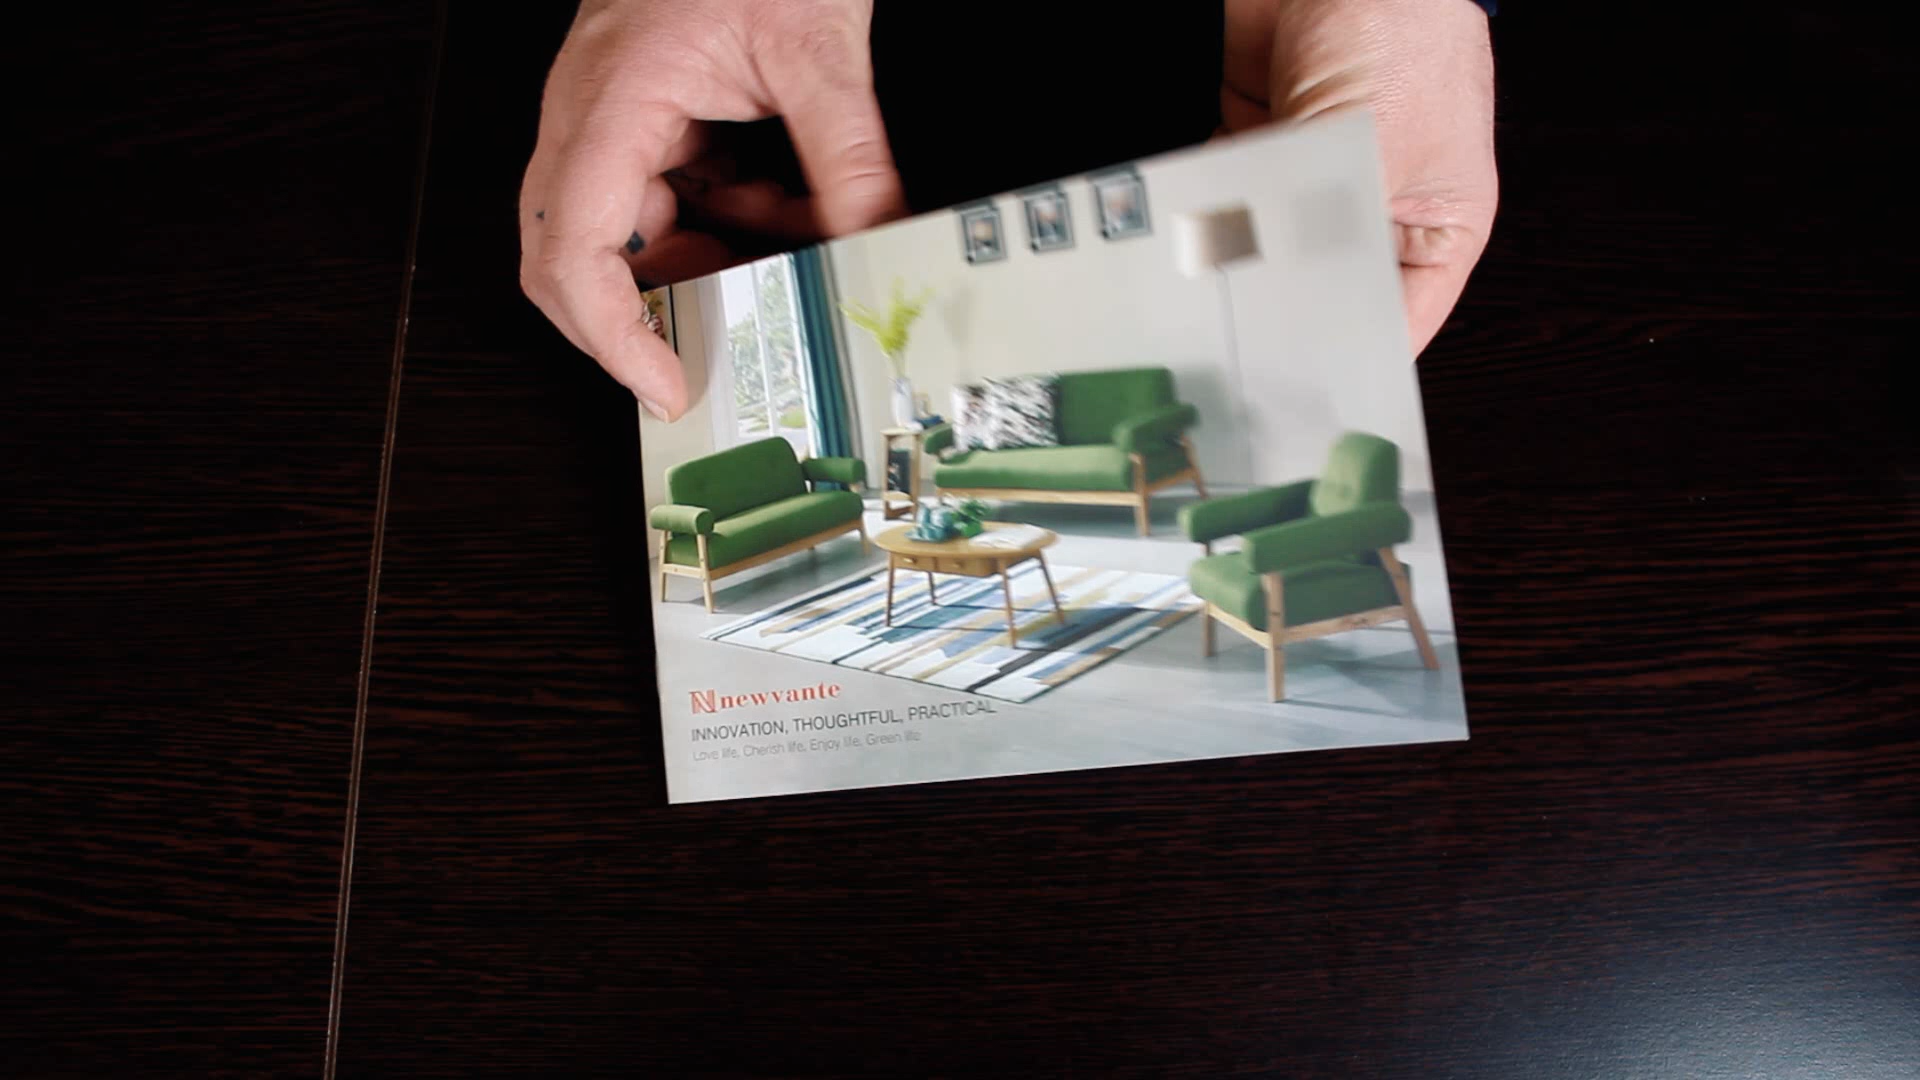 newvante
INNOVATION, THOUGHTFUL, PRACTICAL
Love life, Cherish life, Enjoy life, Green life